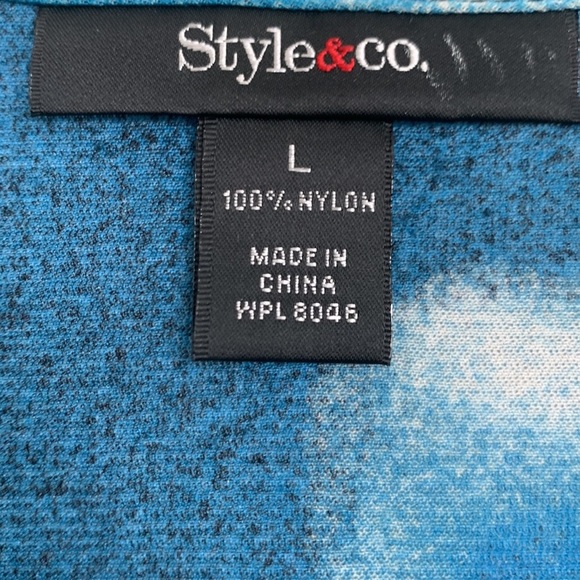 Style&co.
L
100% NYLON
MADE IN
CHINA
WPL 8046